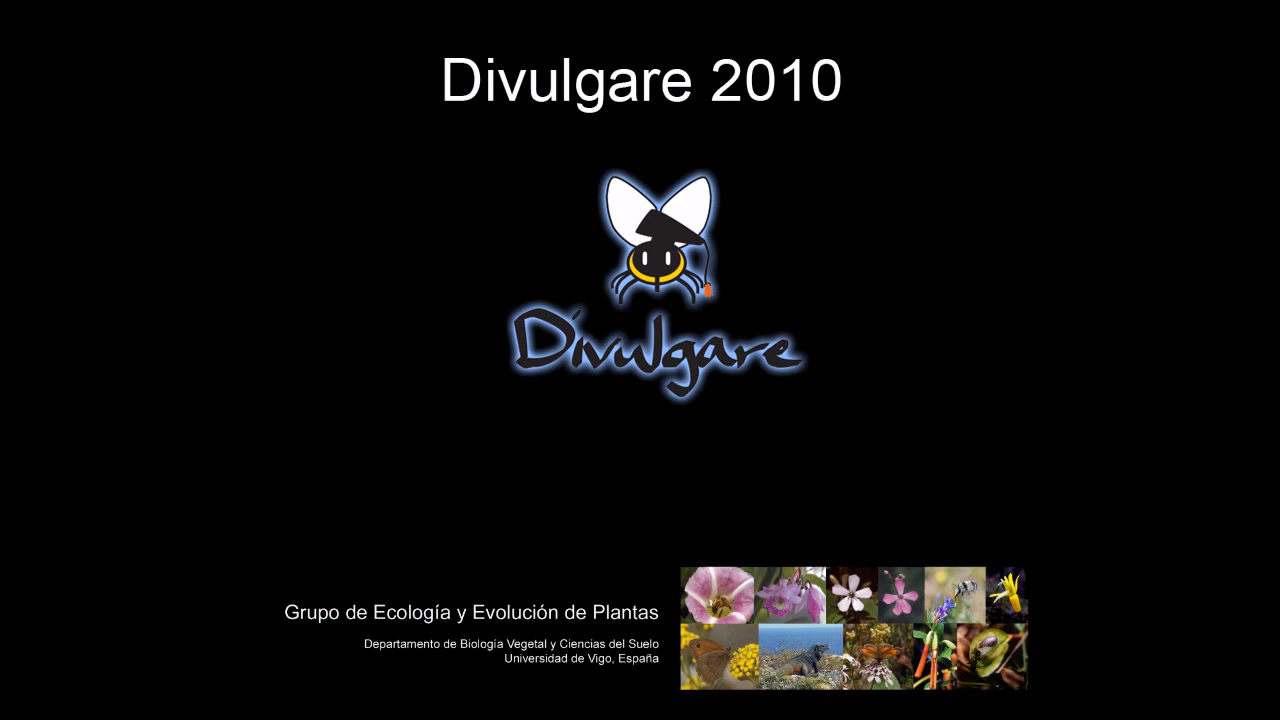 Divulgare 2010
Divulgare
Grupo de Ecología y Evolución de Plantas
Departamento de Biología Vegetal y Ciencias del Suelo
Universidad de Vigo, España